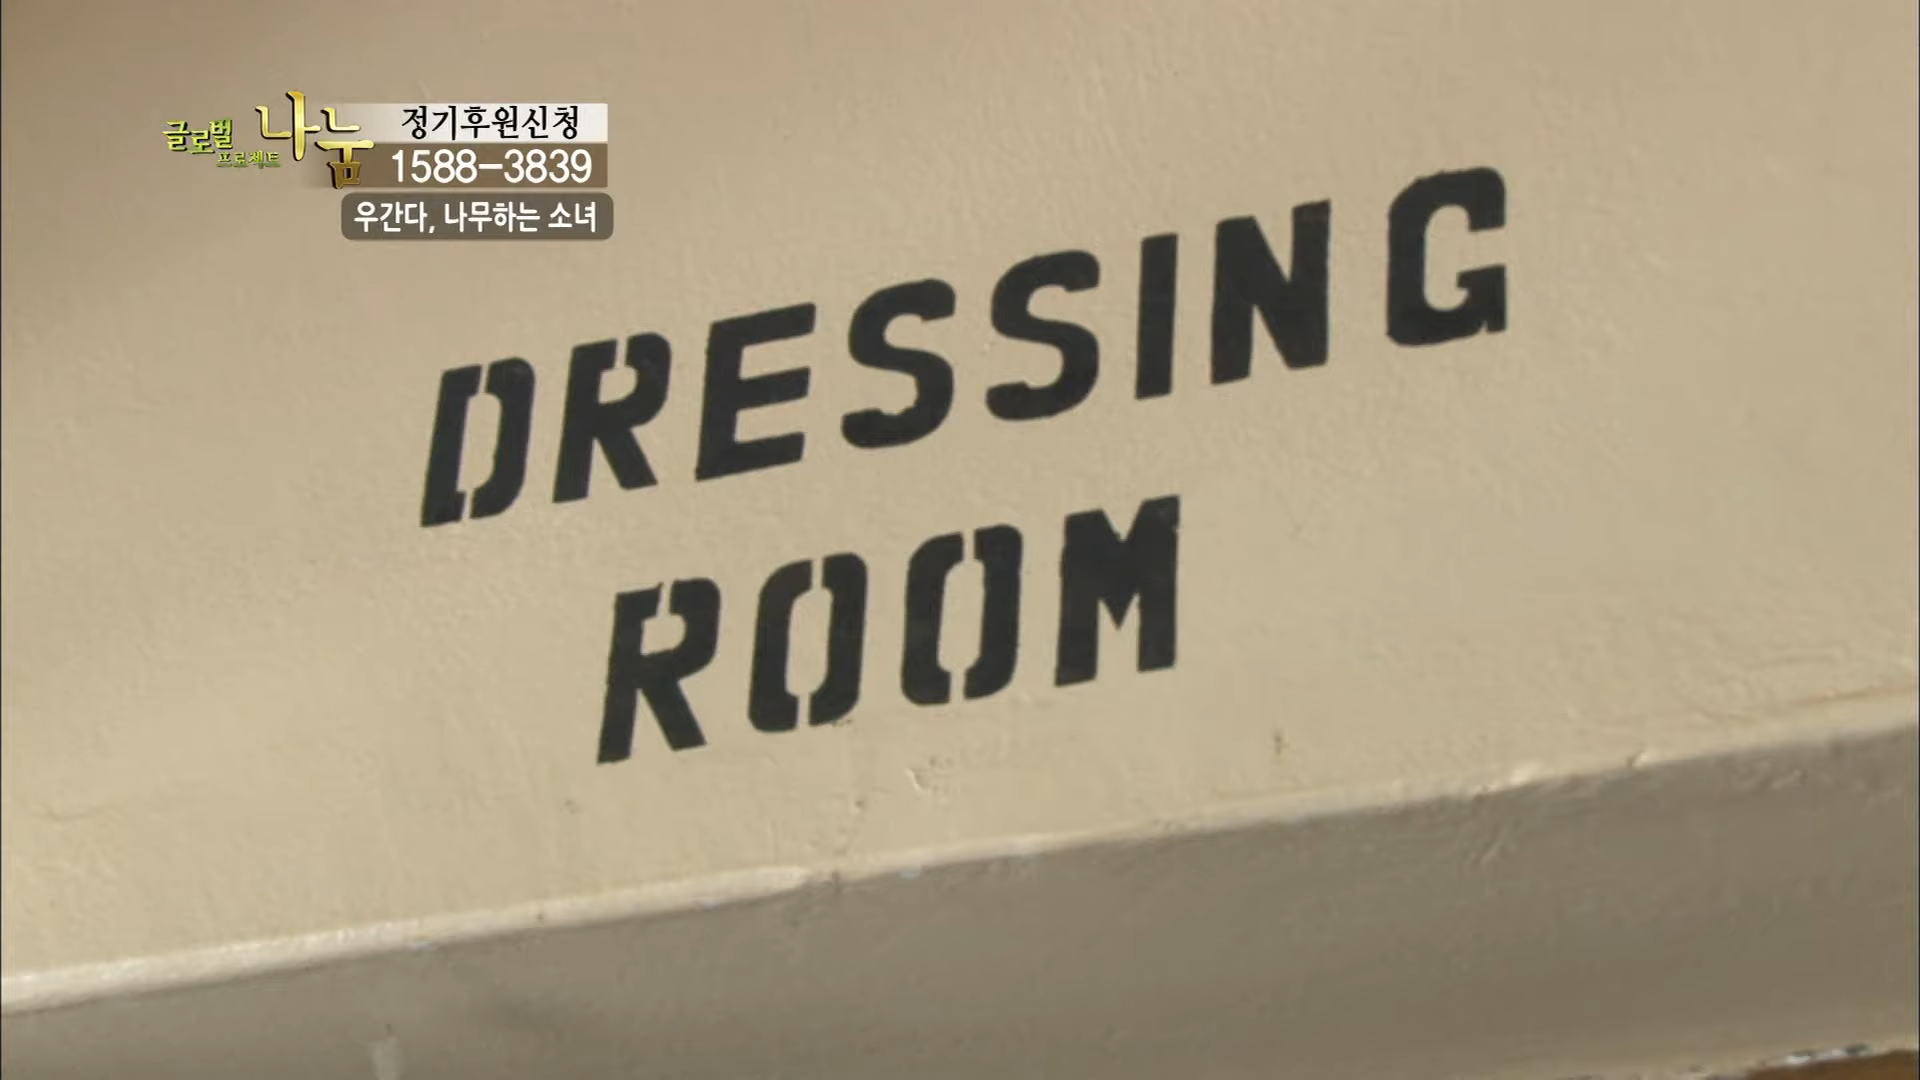 글로벌
프로젝트
나눔
정기후원신청
1588-3839
우간다, 나무하는 소녀
DRESSING
ROOM